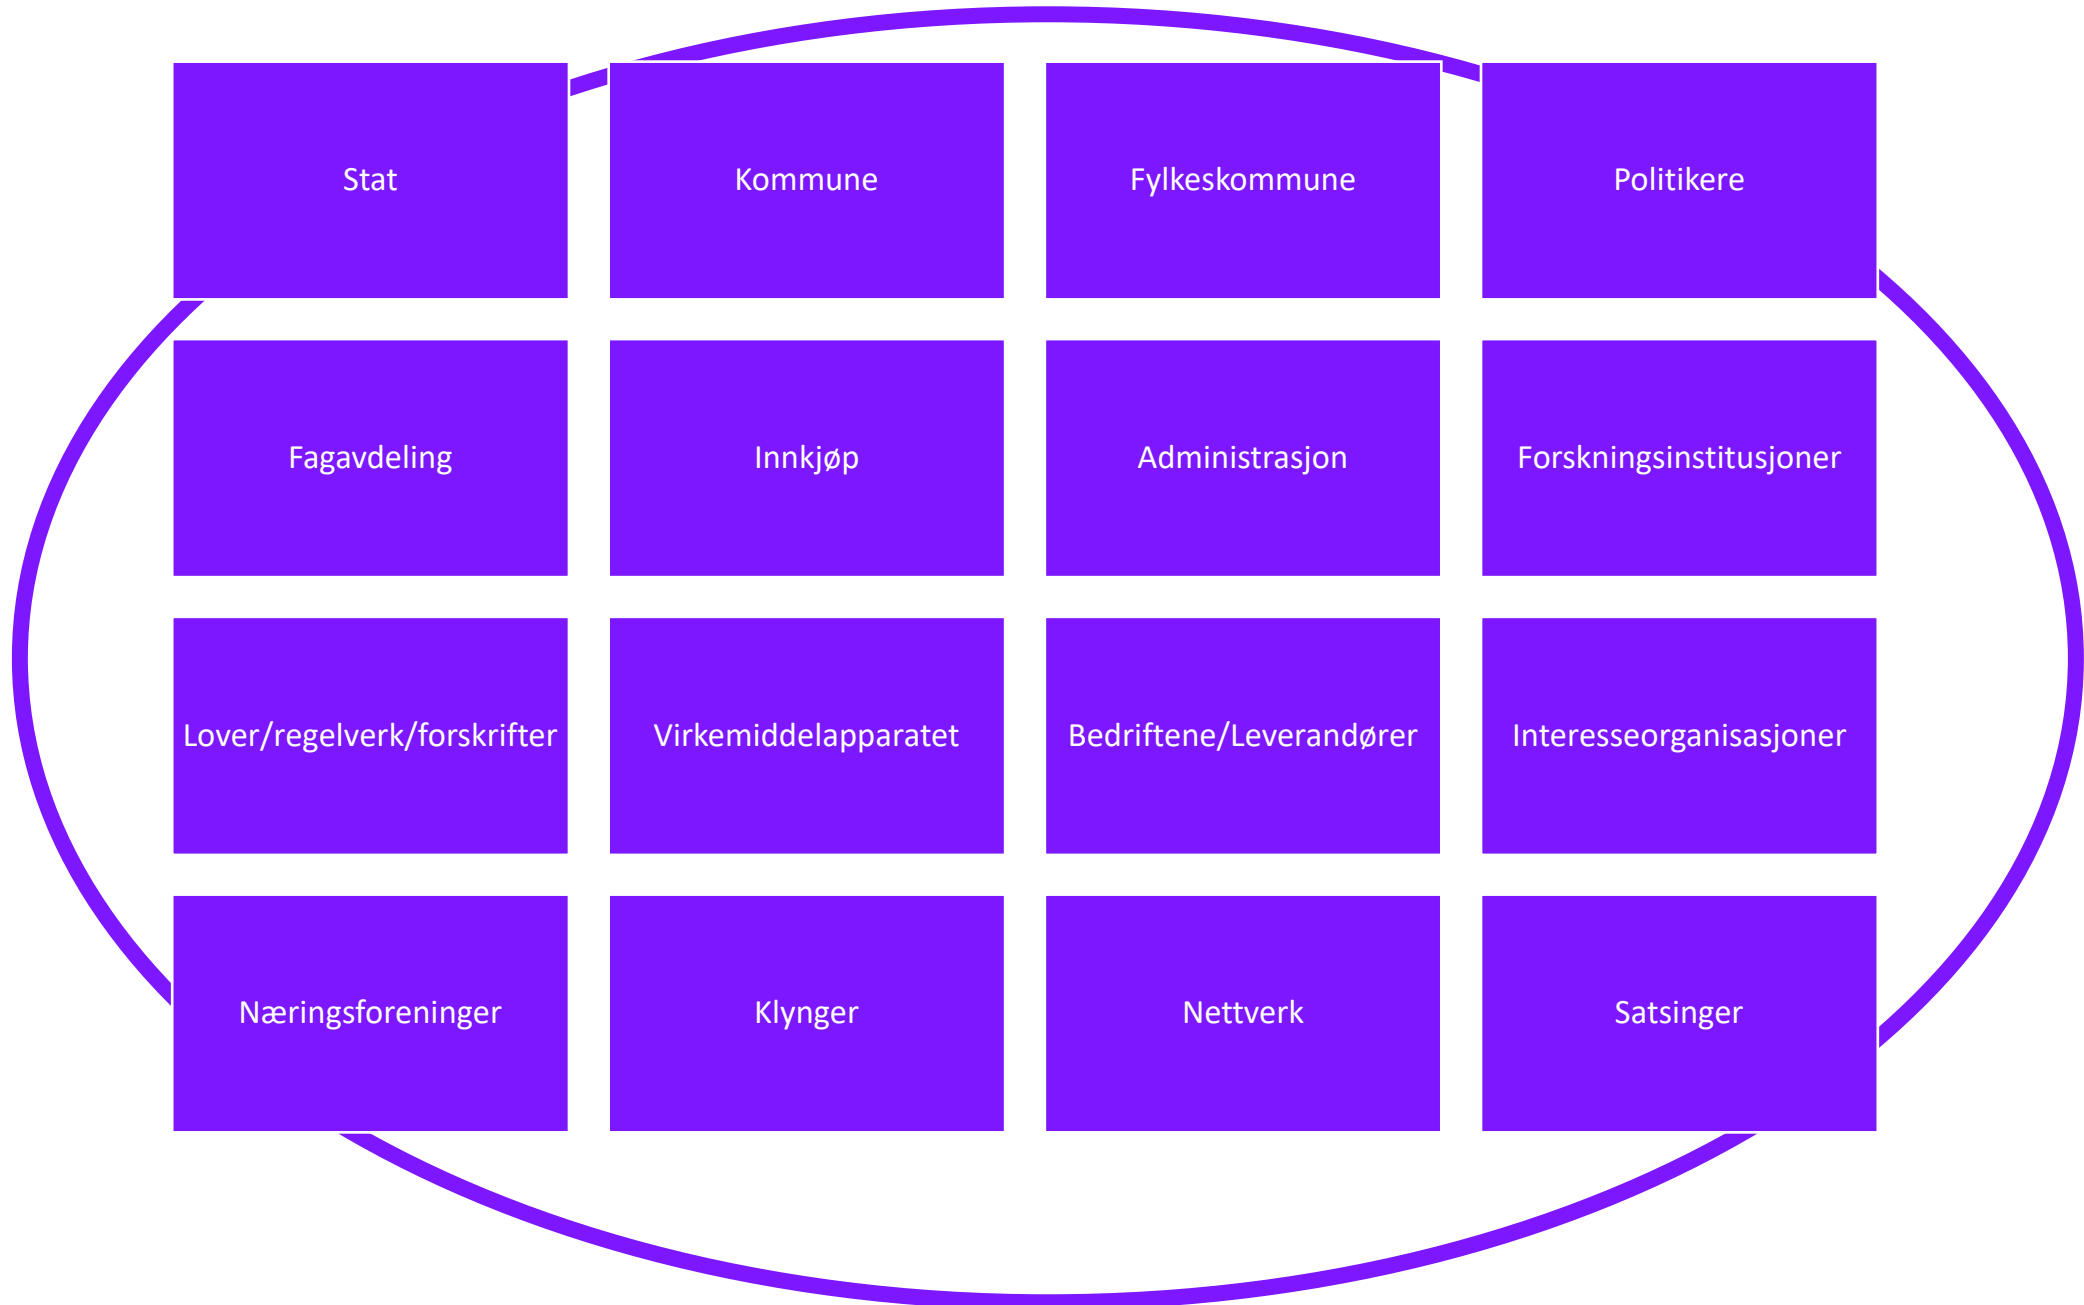 Stat
Kommune
Fylkeskommune
Politikere
Fagavdeling
Innkjøp
Administrasjon
Forskningsinstitusjoner
Lover/regelverk/forskrifter
Virkemiddelapparatet
Bedriftene/Leverandører
Interesseorganisasjoner
Næringsforeninger
Klynger
Nettverk
Satsinger